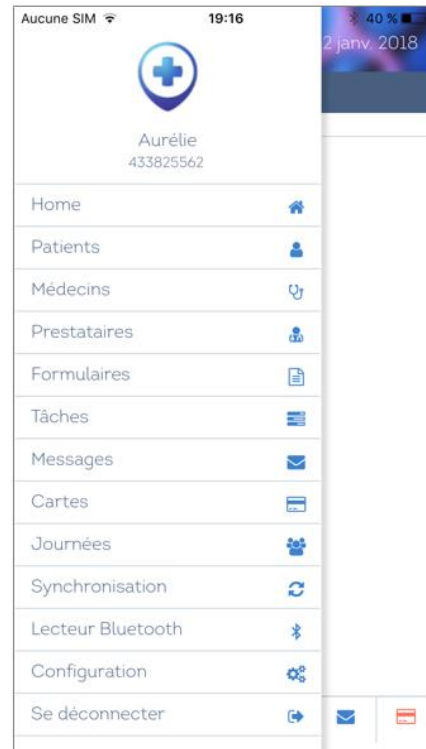 Aucune SIM 19:16 40 %
2 janv. 2018
Aurélie
433825562
Home
Patients
Médecins
Prestataires
Formulaires
Tâches
Messages
Cartes
Journées
Synchronisation
Lecteur Bluetooth
Configuration
Se déconnecter